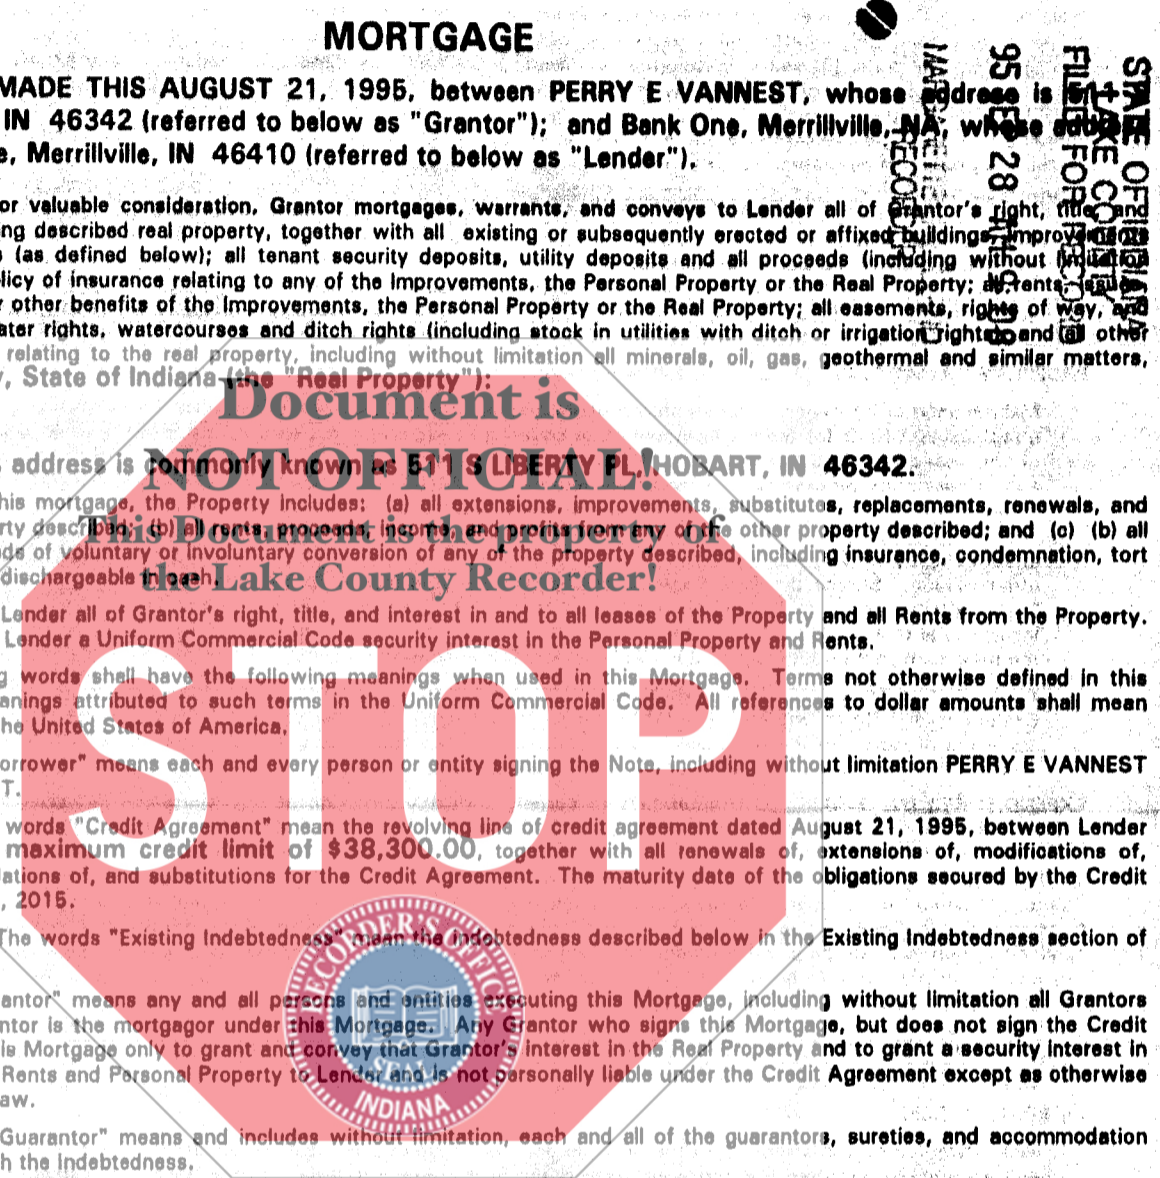 MORTGAGE
MADE THIS AUGUST 21, 1995, between PERRY E VANNEST, whose address is
IN 46342 (referred to below as "Grantor"); and Bank One, Merrillville, NA, whose address
e, Merrillville, IN 46410 (referred to below as "Lender").
or valuable consideration, Grantor mortgages, warrants, and conveys to Lender all of Grantor's right, title, and
ng described real property, together with all existing or subsequently erected or affixed buildings, improvements
(as defined below); all tenant security deposits, utility deposits and all proceeds (including without limitation
licy of insurance relating to any of the Improvements, the Personal Property or the Real Property; all rents, issues,
other benefits of the Improvements, the Personal Property or the Real Property; all easements, rights of way, and
ater rights, watercourses and ditch rights (including stock in utilities with ditch or irrigation rights); and all other
relating to the real property, including without limitation all minerals, oil, gas, geothermal and similar matters,
, State of Indiana (the "Real Property"):
address is commonly known as 511 S LIBERTY PL, HOBART, IN 46342.
his mortgage, the Property includes: (a) all extensions, improvements, substitutes, replacements, renewals, and
rty described; (b) all rents, proceeds, income, and profits from any of the other property described; and (c) (b) all
ds of voluntary or involuntary conversion of any of the property described, including insurance, condemnation, tort
dischargeable in cash.
Lender all of Grantor's right, title, and interest in and to all leases of the Property and all Rents from the Property.
Lender a Uniform Commercial Code security interest in the Personal Property and Rents.
g words shall have the following meanings when used in this Mortgage. Terms not otherwise defined in this
anings attributed to such terms in the Uniform Commercial Code. All references to dollar amounts shall mean
he United States of America.
orrower" means each and every person or entity signing the Note, including without limitation PERRY E VANNEST
T.
words "Credit Agreement" mean the revolving line of credit agreement dated August 21, 1995, between Lender
maximum credit limit of $38,300.00, together with all renewals of, extensions of, modifications of,
ations of, and substitutions for the Credit Agreement. The maturity date of the obligations secured by the Credit
, 2015.
The words "Existing Indebtedness" mean the indebtedness described below in the Existing Indebtedness section of
antor" means any and all persons and entities executing this Mortgage, including without limitation all Grantors
ntor is the mortgagor under this Mortgage. Any Grantor who signs this Mortgage, but does not sign the Credit
is Mortgage only to grant and convey that Grantor's interest in the Real Property and to grant a security interest in
Rents and Personal Property to Lender and is not personally liable under the Credit Agreement except as otherwise
aw.
Guarantor" means and includes without limitation, each and all of the guarantors, sureties, and accommodation
h the Indebtedness.
Document is
NOT OFFICIAL!
This Document is the property of
the Lake County Recorder!
STOP
RECORDER'S OFFICE
INDIANA
STATE OF INDIANA
LAKE COUNTY
FILED FOR RECORD
28
RECORDER